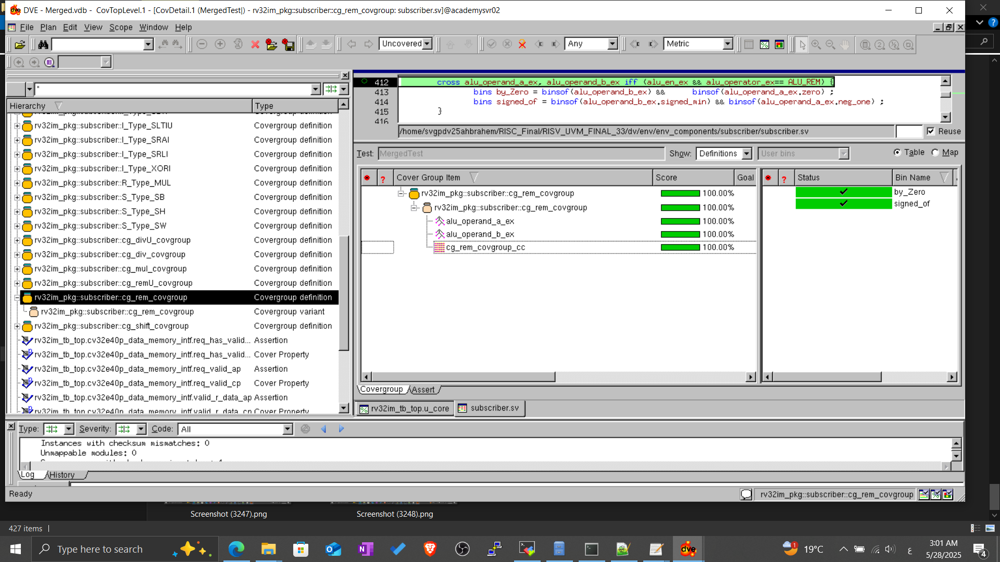 DVE - Merged.vdb - CovTopLevel.1 - [CovDetail.1 (MergedTest|) - rv32im_pkg::subscriber::cg_rem_covgroup: subscriber.sv]@academysvr02
File Plan Edit View Scope Window Help
Uncovered Any Metric
*
Hierarchy Type
rv32im_pkg::subscriber::I_Type_SLTIU Covergroup definition
rv32im_pkg::subscriber::I_Type_SRAI Covergroup definition
rv32im_pkg::subscriber::I_Type_SRLI Covergroup definition
rv32im_pkg::subscriber::I_Type_XORI Covergroup definition
rv32im_pkg::subscriber::R_Type_MUL Covergroup definition
rv32im_pkg::subscriber::S_Type_SB Covergroup definition
rv32im_pkg::subscriber::S_Type_SH Covergroup definition
rv32im_pkg::subscriber::S_Type_SW Covergroup definition
rv32im_pkg::subscriber::cg_divU_covgroup Covergroup definition
rv32im_pkg::subscriber::cg_div_covgroup Covergroup definition
rv32im_pkg::subscriber::cg_mul_covgroup Covergroup definition
rv32im_pkg::subscriber::cg_remU_covgroup Covergroup definition
rv32im_pkg::subscriber::cg_rem_covgroup Covergroup definition
rv32im_pkg::subscriber::cg_rem_covgroup Covergroup variant
rv32im_pkg::subscriber::cg_shift_covgroup Covergroup definition
rv32im_tb_top.cv32e40p_data_memory_intf.req_has_valid... Assertion
rv32im_tb_top.cv32e40p_data_memory_intf.req_has_valid... Cover Property
rv32im_tb_top.cv32e40p_data_memory_intf.req_valid_ap Assertion
rv32im_tb_top.cv32e40p_data_memory_intf.req_valid_cp Cover Property
rv32im_tb_top.cv32e40p_data_memory_intf.valid_r_data_ap Assertion
rv32im_tb_top.cv32e40p_data_memory_intf.valid_r_data_cp Cover Property
412 cross alu_operand_a_ex, alu_operand_b_ex iff (alu_en_ex && alu_operator_ex== ALU_REM) {
413 bins by_Zero = binsof(alu_operand_b_ex) && binsof(alu_operand_a_ex.zero) ;
414 bins signed_of = binsof(alu_operand_b_ex.signed_min) && binsof(alu_operand_a_ex.neg_one) ;
415 }
416
/home/svgpdv25ahbrahem/RISC_Final/RISV_UVM_FINAL_33/dv/env/env_components/subscriber/subscriber.sv Reuse
Test: MergedTest Show: Definitions User bins Table Map
? Cover Group Item Score Goal
rv32im_pkg::subscriber::cg_rem_covgroup 100.00%
rv32im_pkg::subscriber::cg_rem_covgroup 100.00%
alu_operand_a_ex 100.00%
alu_operand_b_ex 100.00%
cg_rem_covgroup_cc 100.00%
? Status Bin Name
by_Zero
signed_of
Covergroup Assert
rv32im_tb_top.u_core subscriber.sv
Type: Severity: Code: All
Instances with checksum mismatches: 0
Unmappable modules: 0
Log History
Ready rv32im_pkg::subscriber::cg_rem_covgroup
Screenshot (3247).png Screenshot (3248).png
427 items
Type here to search
19°C
ع
3:01 AM
5/28/2025
4